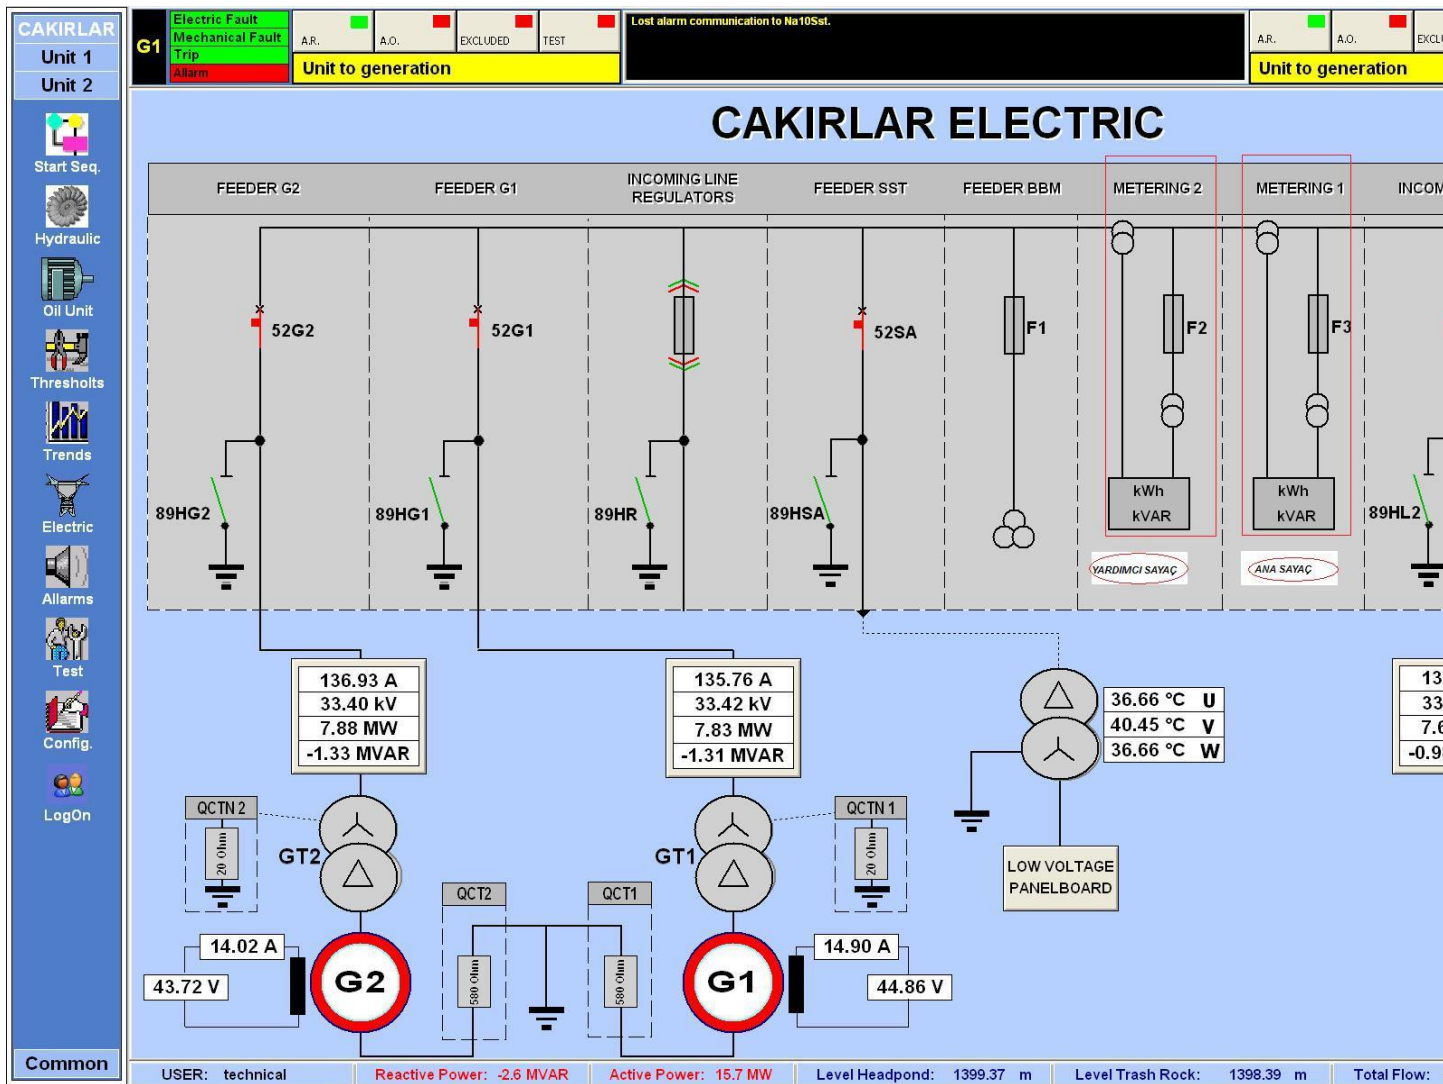 CAKIRLAR
Unit 1
Unit 2
Start Seq.
Hydraulic
Oil Unit
Thresholts
Trends
Electric
Allarms
Test
Config.
LogOn
Common
G1
Electric Fault
Mechanical Fault
Trip
Allarm
A.R.
A.O.
EXCLUDED
TEST
Unit to generation
Lost alarm communication to Na10Sst.
A.R.
A.O.
EXCLU
Unit to generation
CAKIRLAR ELECTRIC
FEEDER G2
FEEDER G1
INCOMING LINE
REGULATORS
FEEDER SST
FEEDER BBM
METERING 2
METERING 1
INCOM
52G2
52G1
52SA
F1
F2
F3
89HG2
89HG1
89HR
89HSA
kWh
kVAR
kWh
kVAR
89HL2
YARDIMCI SAYAÇ
ANA SAYAÇ
136.93 A
33.40 kV
7.88 MW
-1.33 MVAR
135.76 A
33.42 kV
7.83 MW
-1.31 MVAR
36.66 °C U
40.45 °C V
36.66 °C W
13
33
7.6
-0.9
QCTN 2
20 Ohm
GT2
GT1
QCTN 1
20 Ohm
LOW VOLTAGE
PANELBOARD
QCT2
580 Ohm
QCT1
580 Ohm
14.02 A
43.72 V
G2
G1
14.90 A
44.86 V
USER: technical
Reactive Power: -2.6 MVAR
Active Power: 15.7 MW
Level Headpond: 1399.37 m
Level Trash Rock: 1398.39 m
Total Flow: